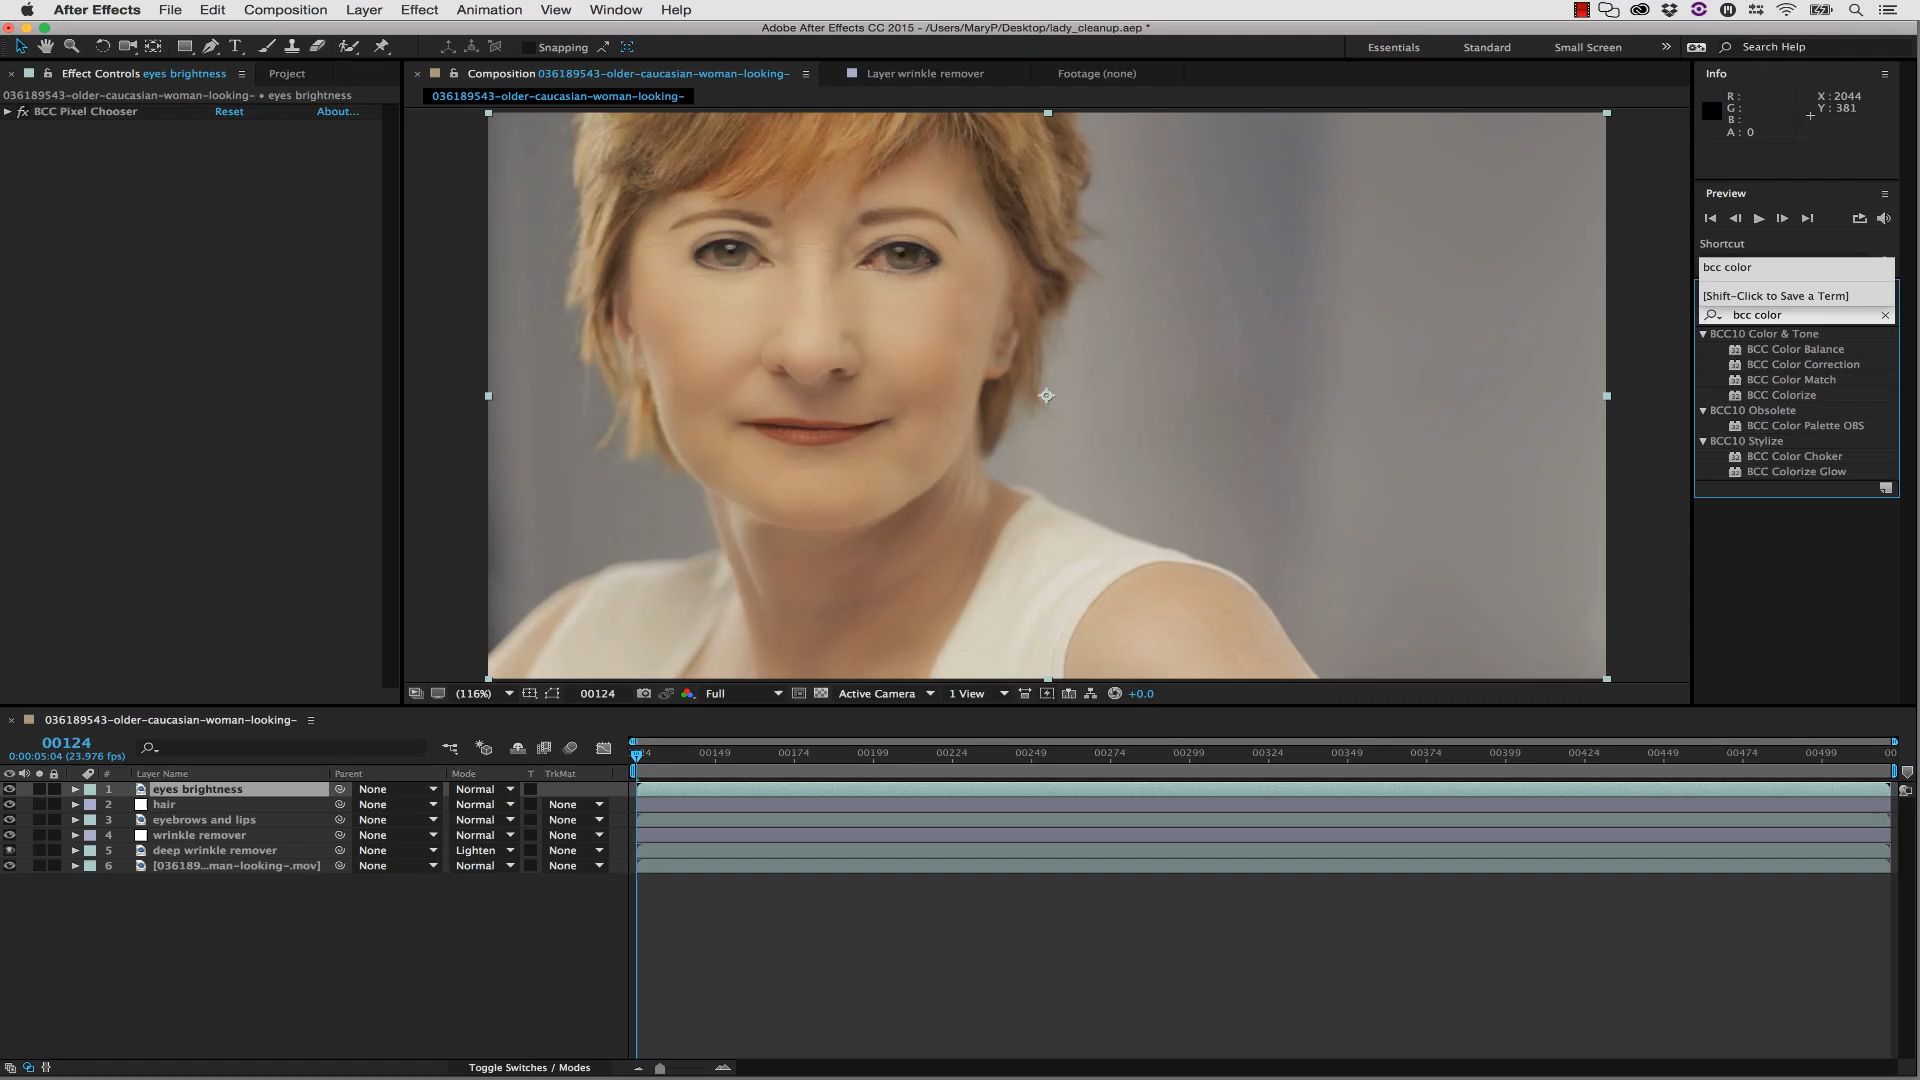 After Effects File Edit Composition Layer Effect Animation View Window Help
Adobe After Effects CC 2015 - /Users/MaryP/Desktop/lady_cleanup.aep *
Snapping Essentials Standard Small Screen Search Help
Effect Controls eyes brightness Project
036189543-older-caucasian-woman-looking- • eyes brightness
fx BCC Pixel Chooser Reset About...
Composition 036189543-older-caucasian-woman-looking- Layer wrinkle remover Footage (none)
036189543-older-caucasian-woman-looking-
Info
R :
G :
B :
A : 0
X : 2044
Y : 381
Preview
Shortcut
bcc color
[Shift-Click to Save a Term]
bcc color
BCC10 Color & Tone
BCC Color Balance
BCC Color Correction
BCC Color Match
BCC Colorize
BCC10 Obsolete
BCC Color Palette OBS
BCC10 Stylize
BCC Color Choker
BCC Colorize Glow
(116%) 00124 Full Active Camera 1 View +0.0
036189543-older-caucasian-woman-looking-
00124
0:00:05:04 (23.976 fps)
24 00149 00174 00199 00224 00249 00274 00299 00324 00349 00374 00399 00424 00449 00474 00499 00
# Layer Name Parent Mode T TrkMat
1 eyes brightness None Normal
2 hair None Normal None
3 eyebrows and lips None Normal None
4 wrinkle remover None Normal None
5 deep wrinkle remover None Lighten None
6 [036189...man-looking-.mov] None Normal None
Toggle Switches / Modes